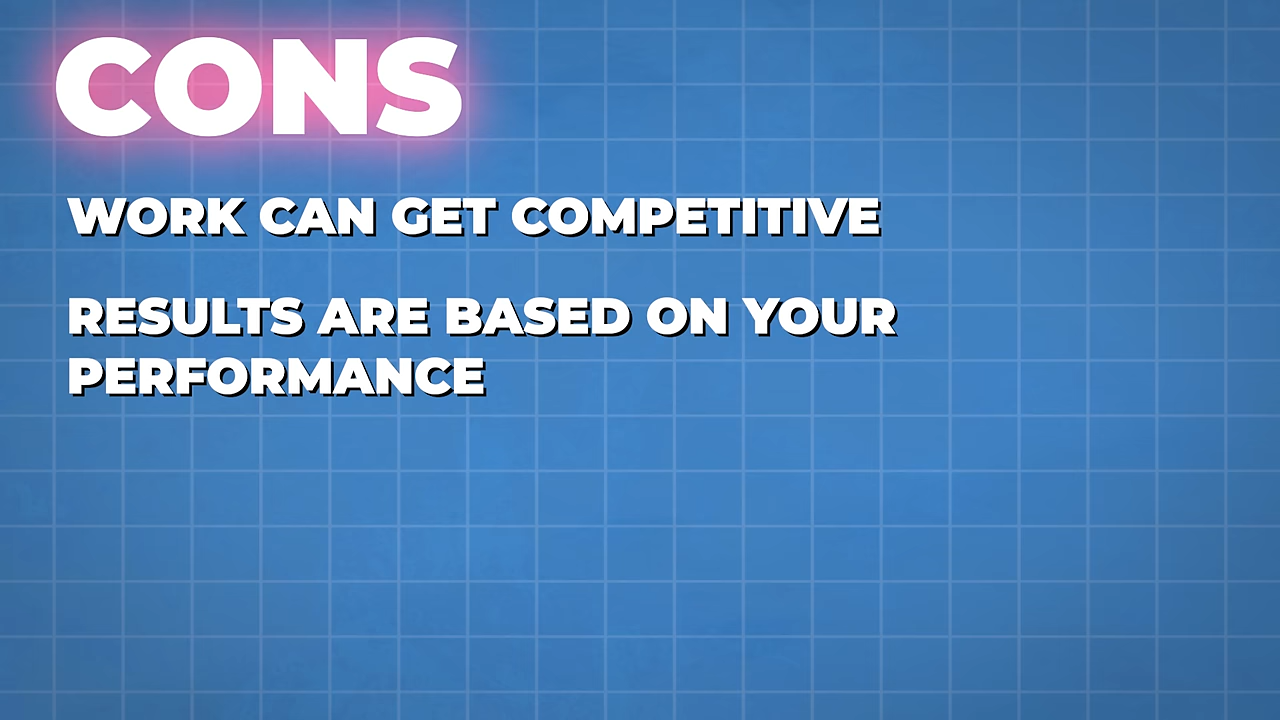 CONS
WORK CAN GET COMPETITIVE
RESULTS ARE BASED ON YOUR
PERFORMANCE